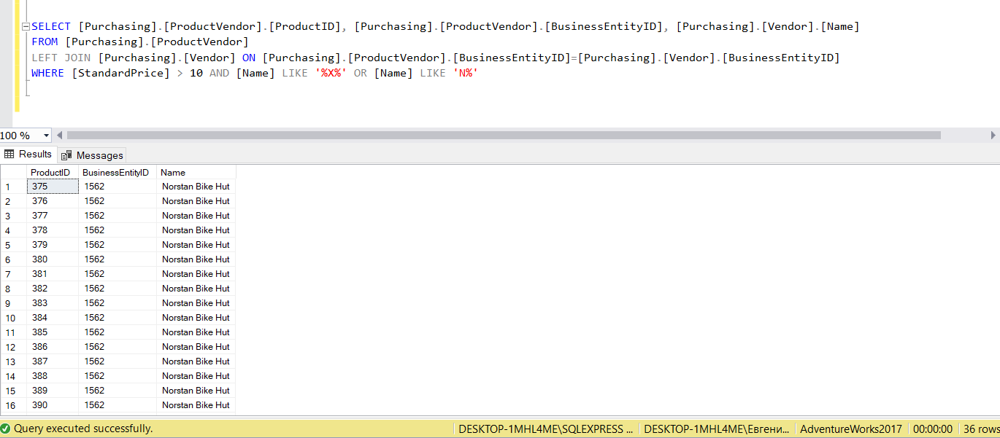 SELECT [Purchasing].[ProductVendor].[ProductID], [Purchasing].[ProductVendor].[BusinessEntityID], [Purchasing].[Vendor].[Name]
FROM [Purchasing].[ProductVendor]
LEFT JOIN [Purchasing].[Vendor] ON [Purchasing].[ProductVendor].[BusinessEntityID]=[Purchasing].[Vendor].[BusinessEntityID]
WHERE [StandardPrice] > 10 AND [Name] LIKE '%X%' OR [Name] LIKE 'N%'
100 %
Results Messages
ProductID BusinessEntityID Name
1 375 1562 Norstan Bike Hut
2 376 1562 Norstan Bike Hut
3 377 1562 Norstan Bike Hut
4 378 1562 Norstan Bike Hut
5 379 1562 Norstan Bike Hut
6 380 1562 Norstan Bike Hut
7 381 1562 Norstan Bike Hut
8 382 1562 Norstan Bike Hut
9 383 1562 Norstan Bike Hut
10 384 1562 Norstan Bike Hut
11 385 1562 Norstan Bike Hut
12 386 1562 Norstan Bike Hut
13 387 1562 Norstan Bike Hut
14 388 1562 Norstan Bike Hut
15 389 1562 Norstan Bike Hut
16 390 1562 Norstan Bike Hut
Query executed successfully. DESKTOP-1MHL4ME\SQLEXPRESS ... DESKTOP-1MHL4ME\Евгени... AdventureWorks2017 00:00:00 36 rows